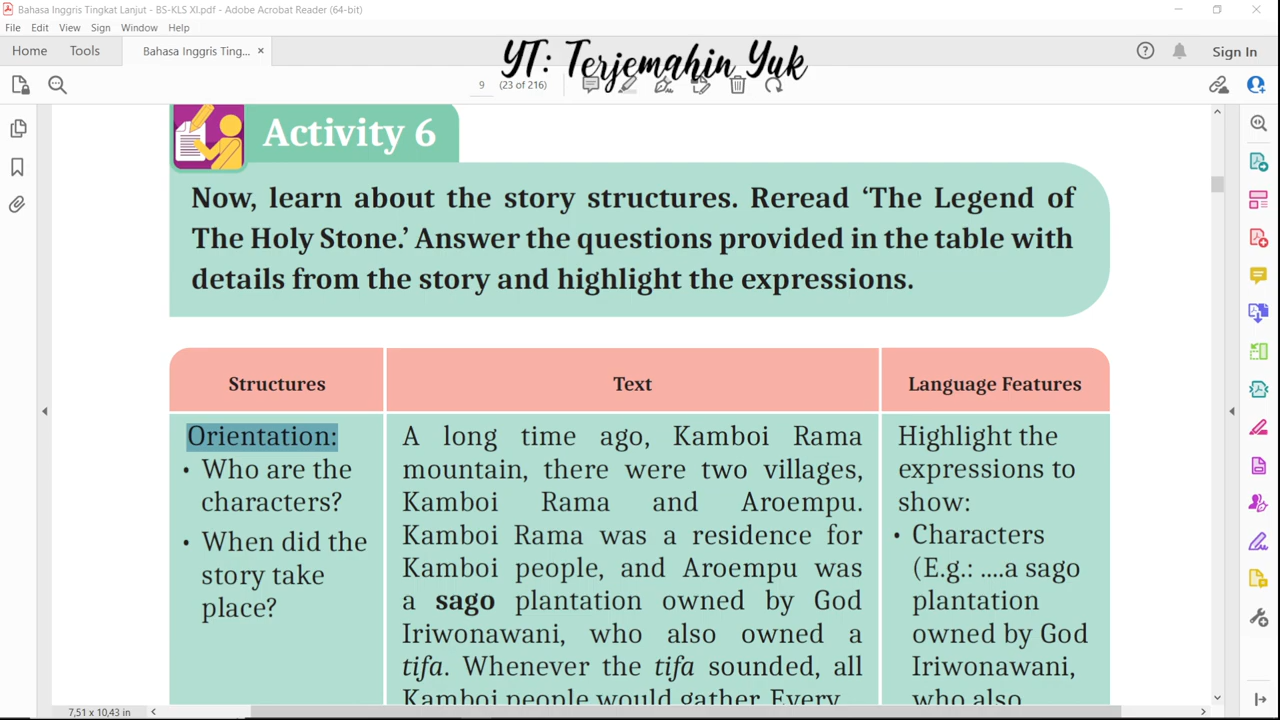 Bahasa Inggris Tingkat Lanjut - BS-KLS XI.pdf - Adobe Acrobat Reader (64-bit)
File Edit View Sign Window Help
Home Tools Bahasa Inggris Ting... × Sign In
YT: Terjemahin Yuk
9 (23 of 216)
Activity 6
Now, learn about the story structures. Reread ‘The Legend of
The Holy Stone.’ Answer the questions provided in the table with
details from the story and highlight the expressions.
Structures
Orientation:
• Who are the
characters?
• When did the
story take
place?
Text
A long time ago, Kamboi Rama
mountain, there were two villages,
Kamboi Rama and Aroempu.
Kamboi Rama was a residence for
Kamboi people, and Aroempu was
a sago plantation owned by God
Iriwonawani, who also owned a
tifa. Whenever the tifa sounded, all
Kamboi people would gather. Every
Language Features
Highlight the
expressions to
show:
• Characters
(E.g.: ....a sago
plantation
owned by God
Iriwonawani,
who also
7,51 x 10,43 in